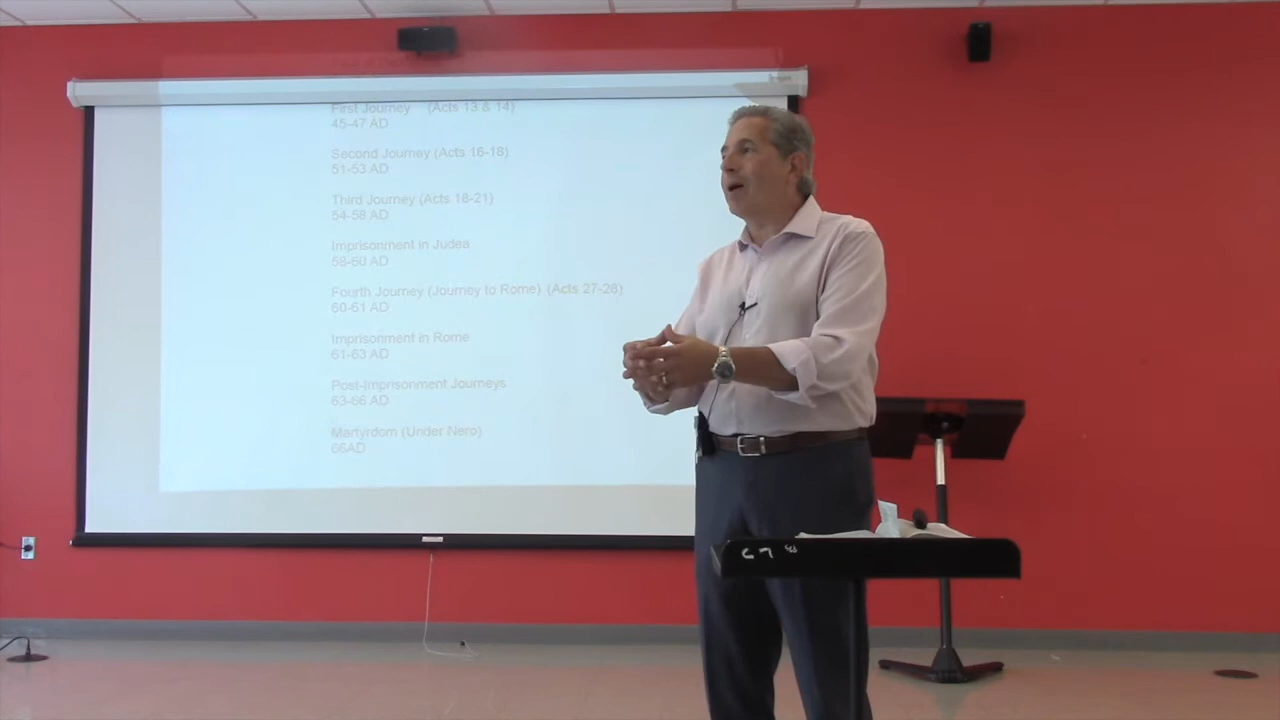 First Journey (Acts 13 & 14)
45-47 AD
Second Journey (Acts 16-18)
51-53 AD
Third Journey (Acts 18-21)
54-58 AD
Imprisonment in Judea
58-60 AD
Fourth Journey (Journey to Rome) (Acts 27-28)
60-61 AD
Imprisonment in Rome
61-63 AD
Post-Imprisonment Journeys
63-66 AD
Martyrdom (Under Nero)
66AD